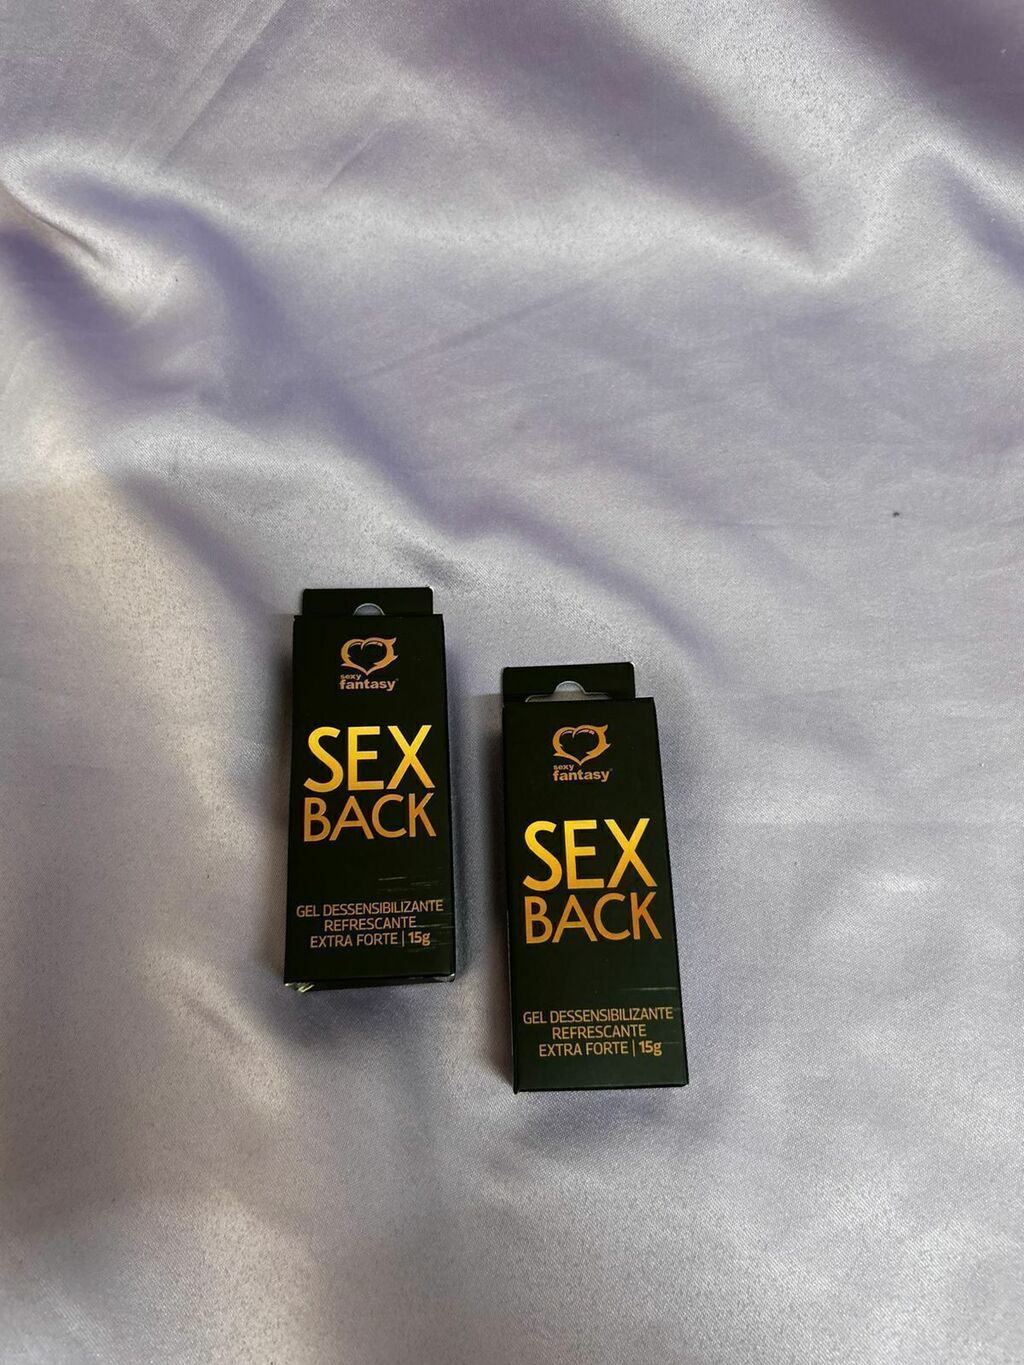 sexy
fantasy
SEX
BACK
GEL DESSENSIBILIZANTE
REFRESCANTE
EXTRA FORTE | 15g
sexy
fantasy
SEX
BACK
GEL DESSENSIBILIZANTE
REFRESCANTE
EXTRA FORTE | 15g